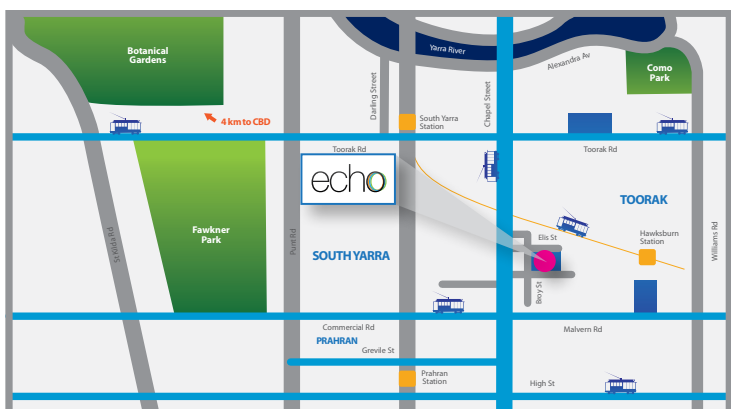 Botanical
Gardens
4 km to CBD
Yarra River
Alexandra Av
Como
Park
Darling Street
South Yarra
Station
Chapel Street
Toorak Rd
Toorak Rd
echo
TOORAK
Fawkner
Park
St Kilda Rd
Punt Rd
SOUTH YARRA
Elis St
Hawksburn
Station
Williams Rd
Commercial Rd
Malvern Rd
PRAHRAN
Grevile St
Prahran
Station
High St